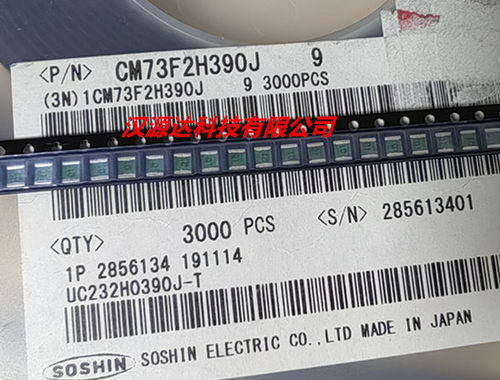 <P/N> CM73F2H390J 9
(3N)1CM73F2H390J 9 3000PCS
汉源达科技有限公司
<QTY> 3000 PCS <S/N> 285613401
1P 2856134 191114
UC232H0390J-T
SOSHIN SOSHIN ELECTRIC CO.,LTD MADE IN JAPAN